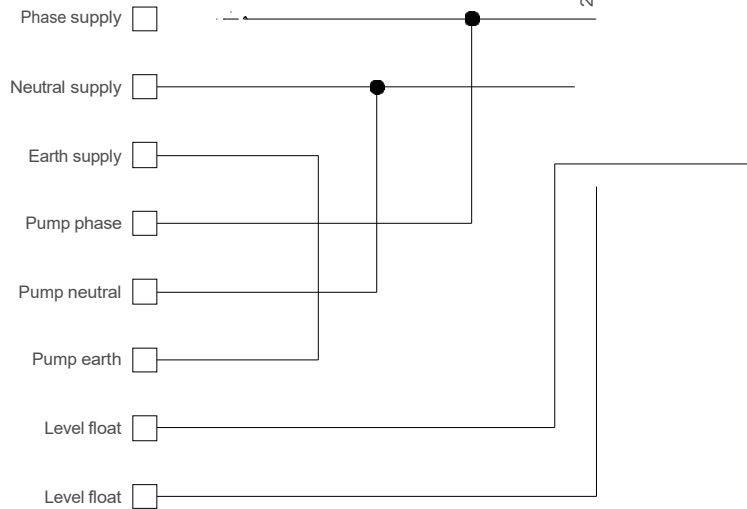 Phase supply
Neutral supply
Earth supply
Pump phase
Pump neutral
Pump earth
Level float
Level float